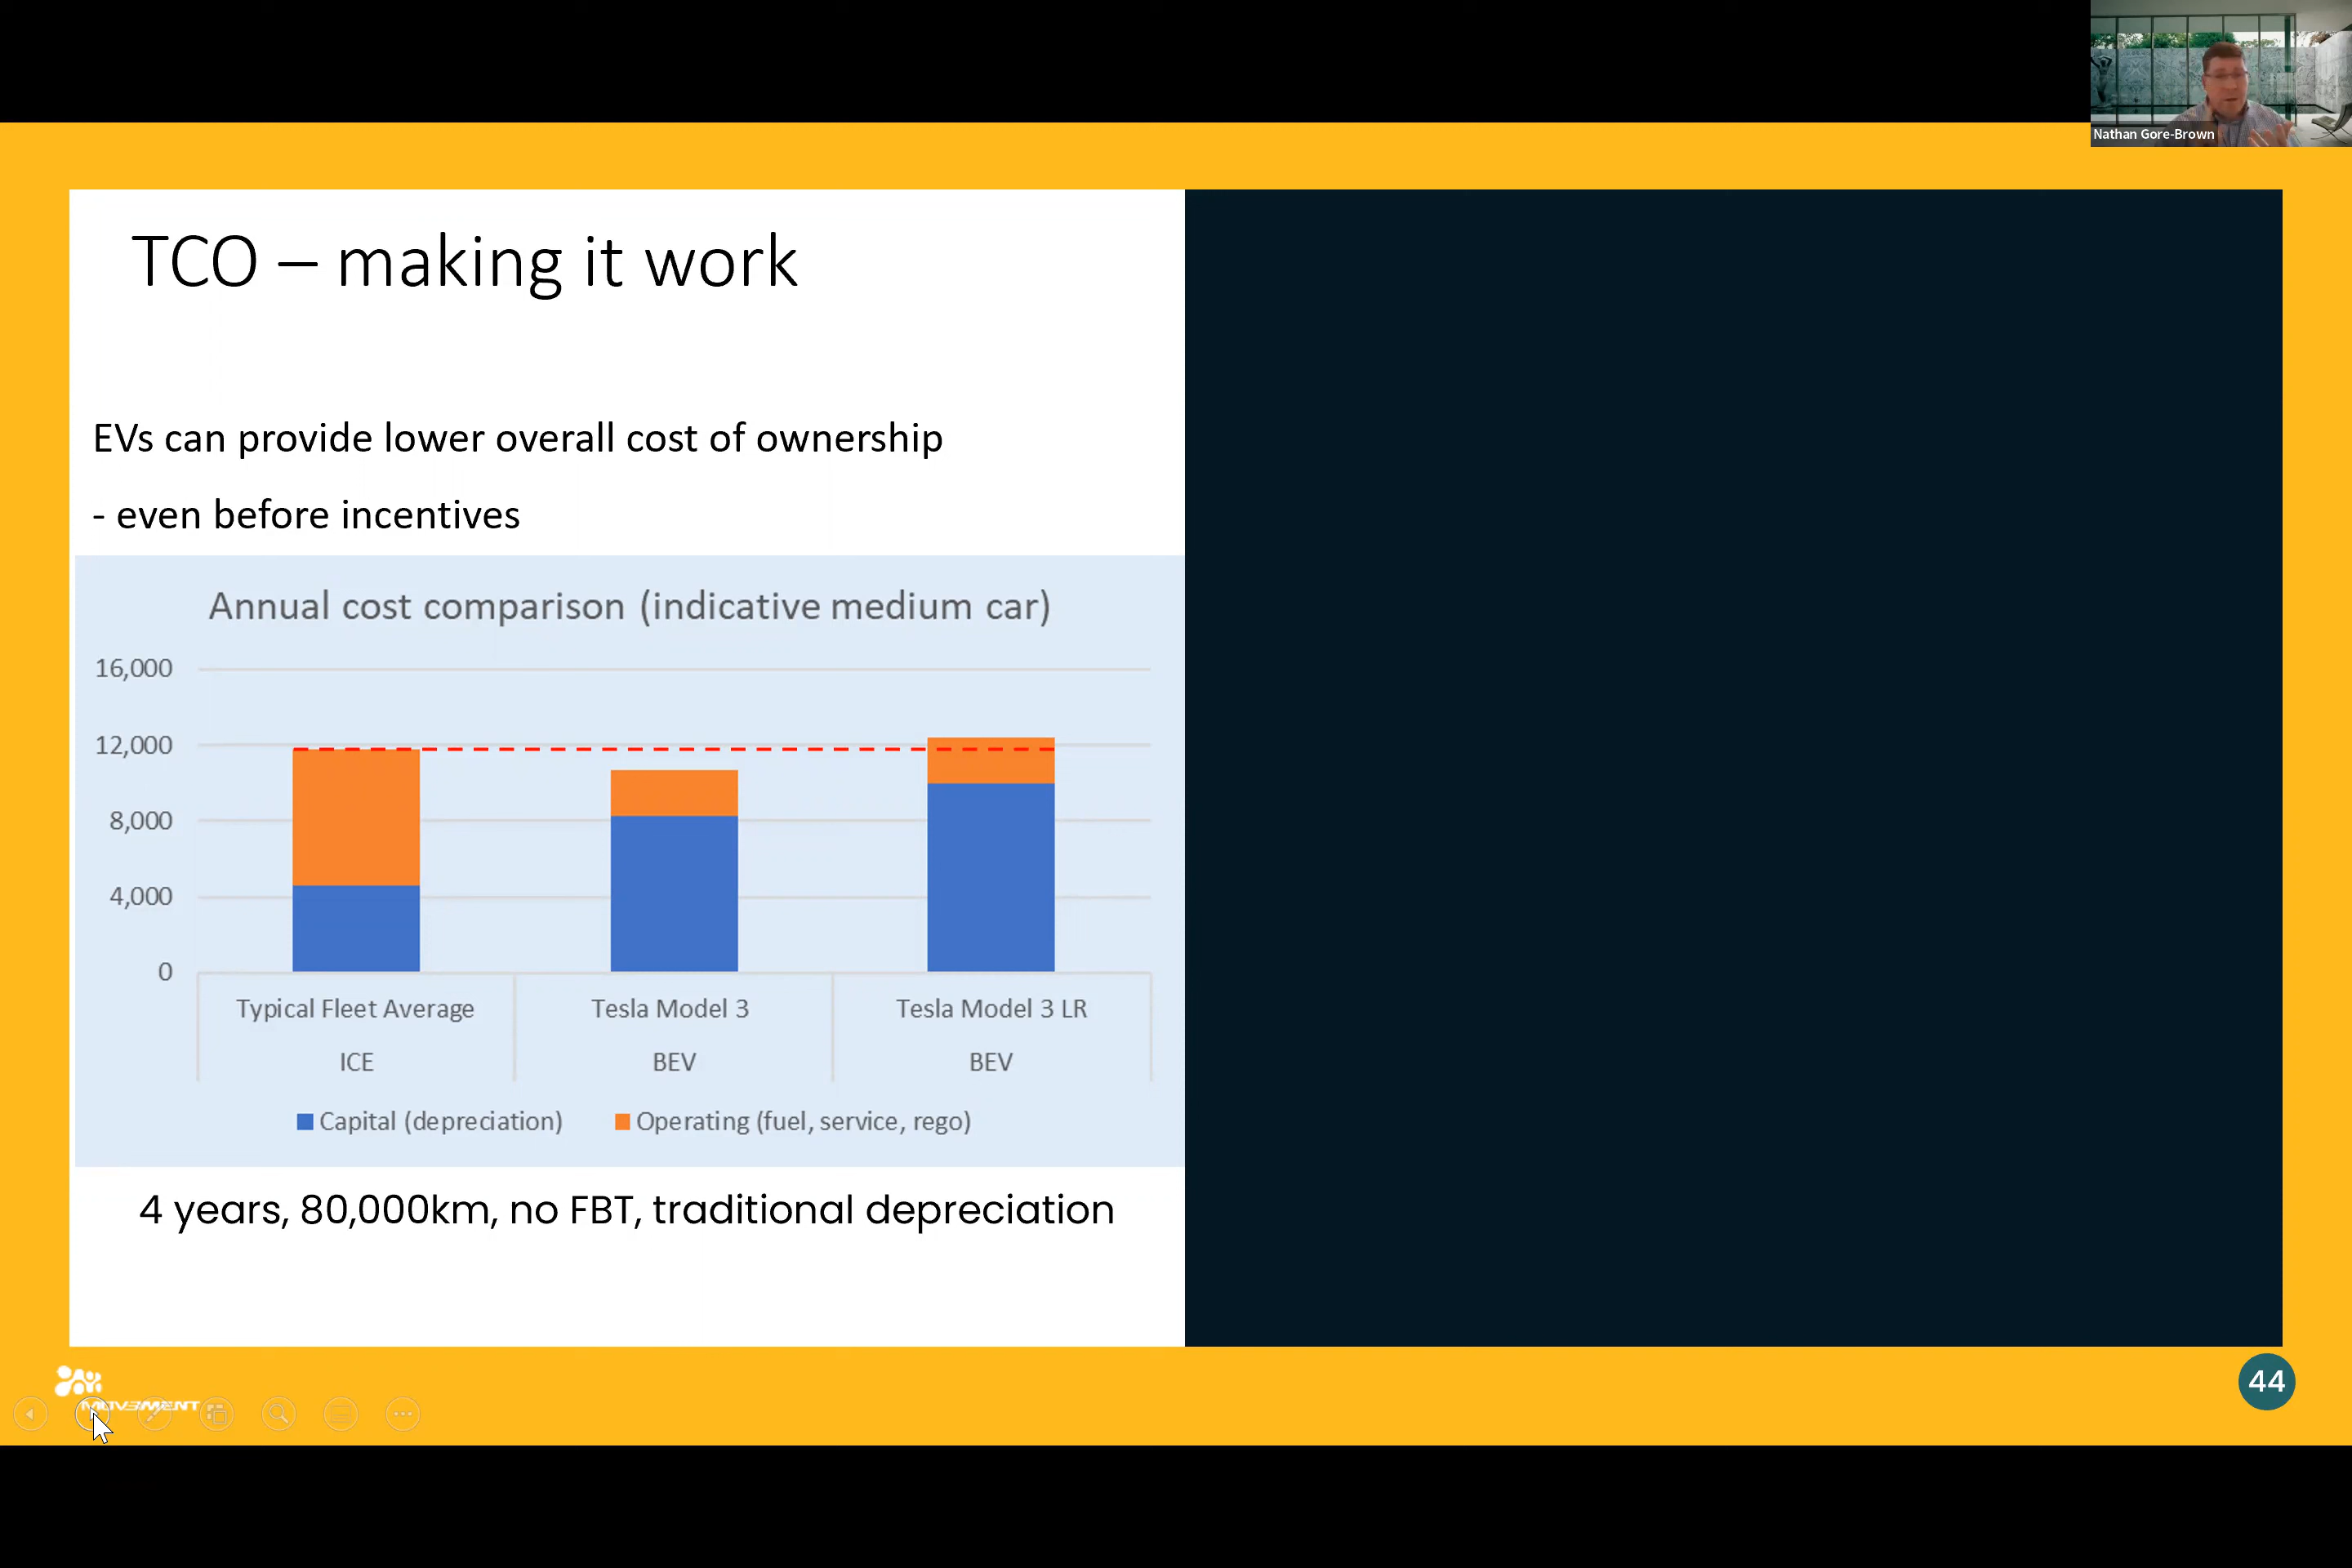 Nathan Gore-Brown
TCO – making it work
EVs can provide lower overall cost of ownership
- even before incentives
Annual cost comparison (indicative medium car)
16,000
12,000
8,000
4,000
0
Typical Fleet Average
Tesla Model 3
Tesla Model 3 LR
ICE
BEV
BEV
Capital (depreciation)
Operating (fuel, service, rego)
4 years, 80,000km, no FBT, traditional depreciation
MOV3MENT
44